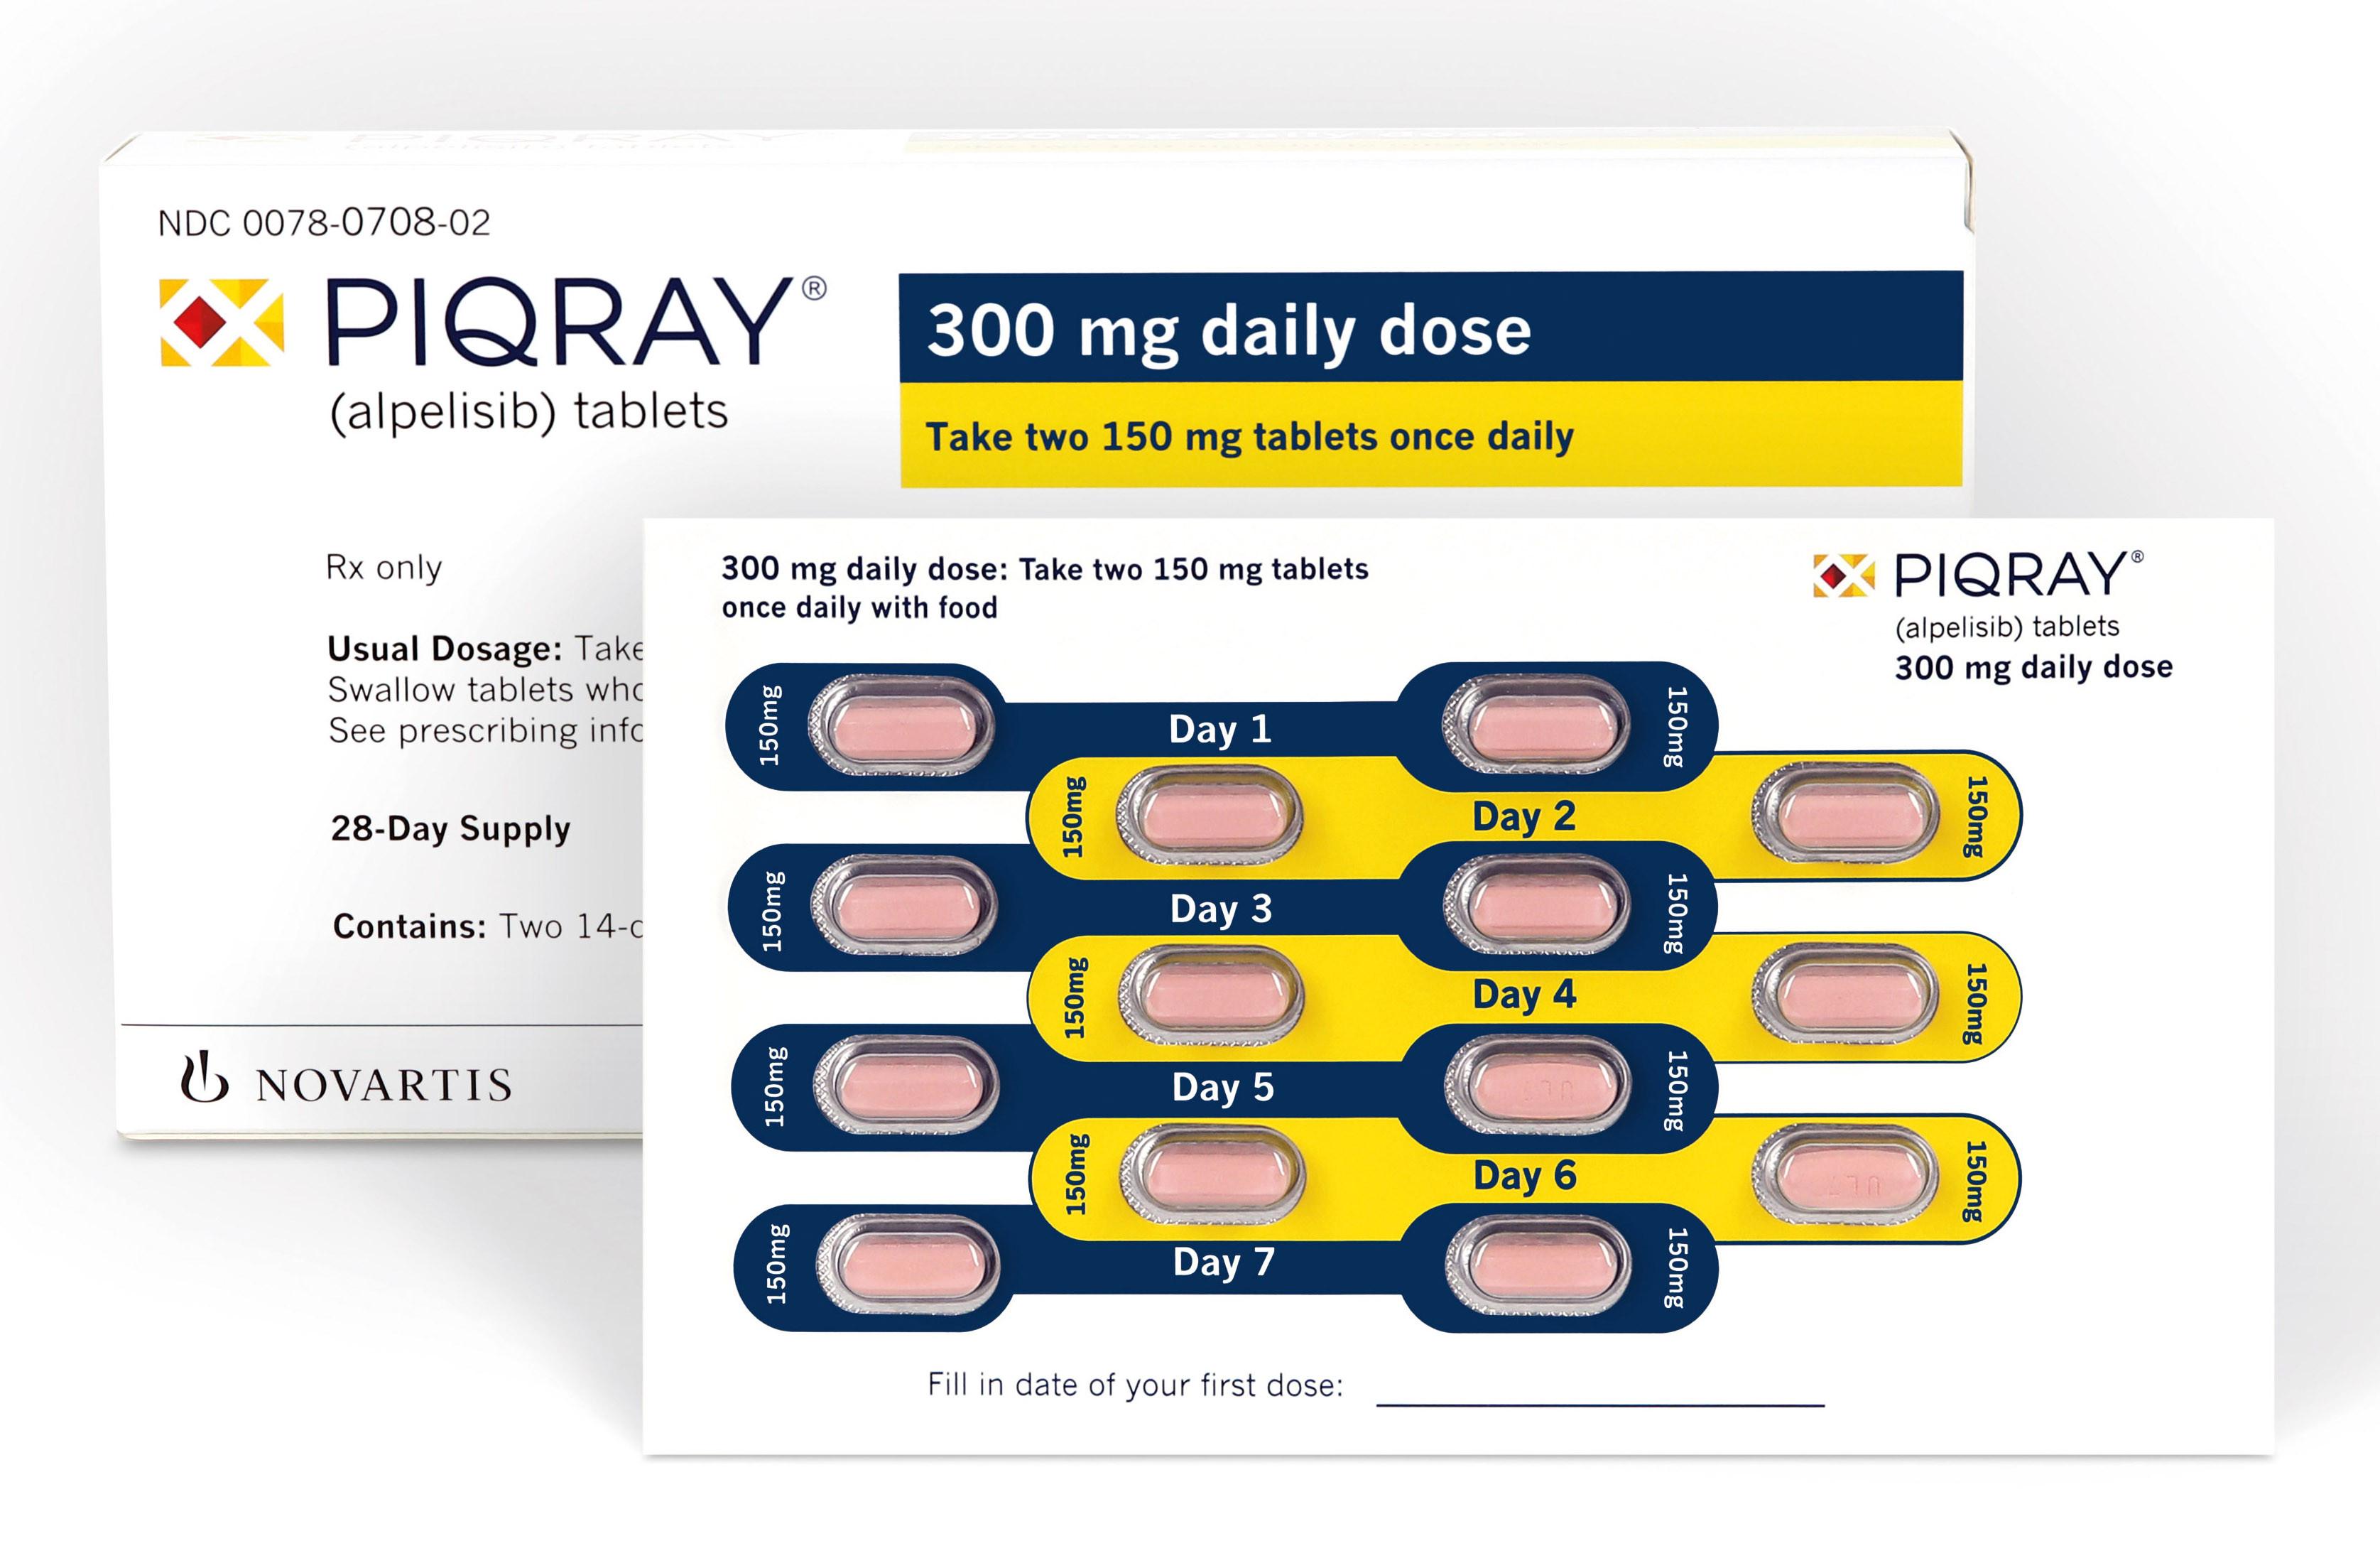 NDC 0078-0708-02
PIQRAY®
(alpelisib) tablets
300 mg daily dose
Take two 150 mg tablets once daily
Rx only
Usual Dosage: Take
Swallow tablets
See prescribing
28-Day Supply
Contains: Two
NOVARTIS
300 mg daily dose: Take two 150 mg tablets
once daily with food
PIQRAY®
(alpelisib) tablets
300 mg daily dose
150mg Day 1 150mg
150mg Day 2 150mg
150mg Day 3 150mg
150mg Day 4 150mg
150mg Day 5 150mg
150mg Day 6 150mg
150mg Day 7 150mg
Fill in date of your first dose: